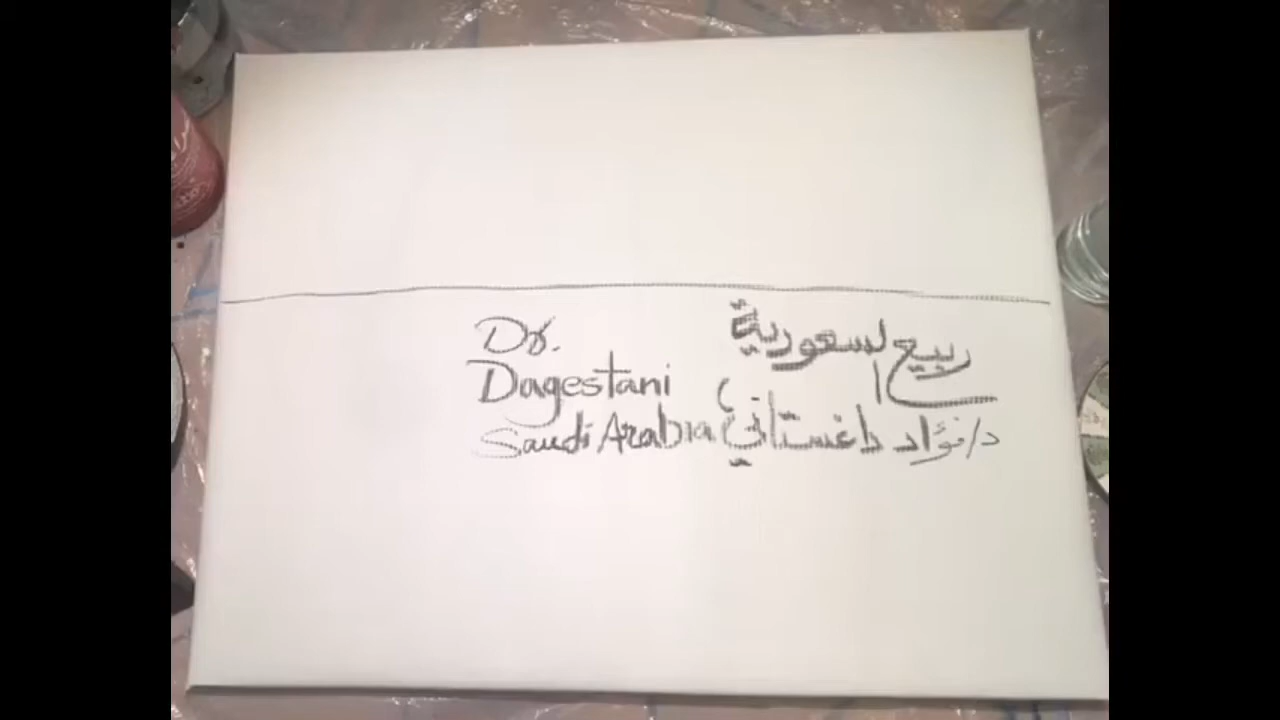 Dr.
Dagestani
Saudi Arabia
ربيع السعودية
د/فؤاد داغستاني